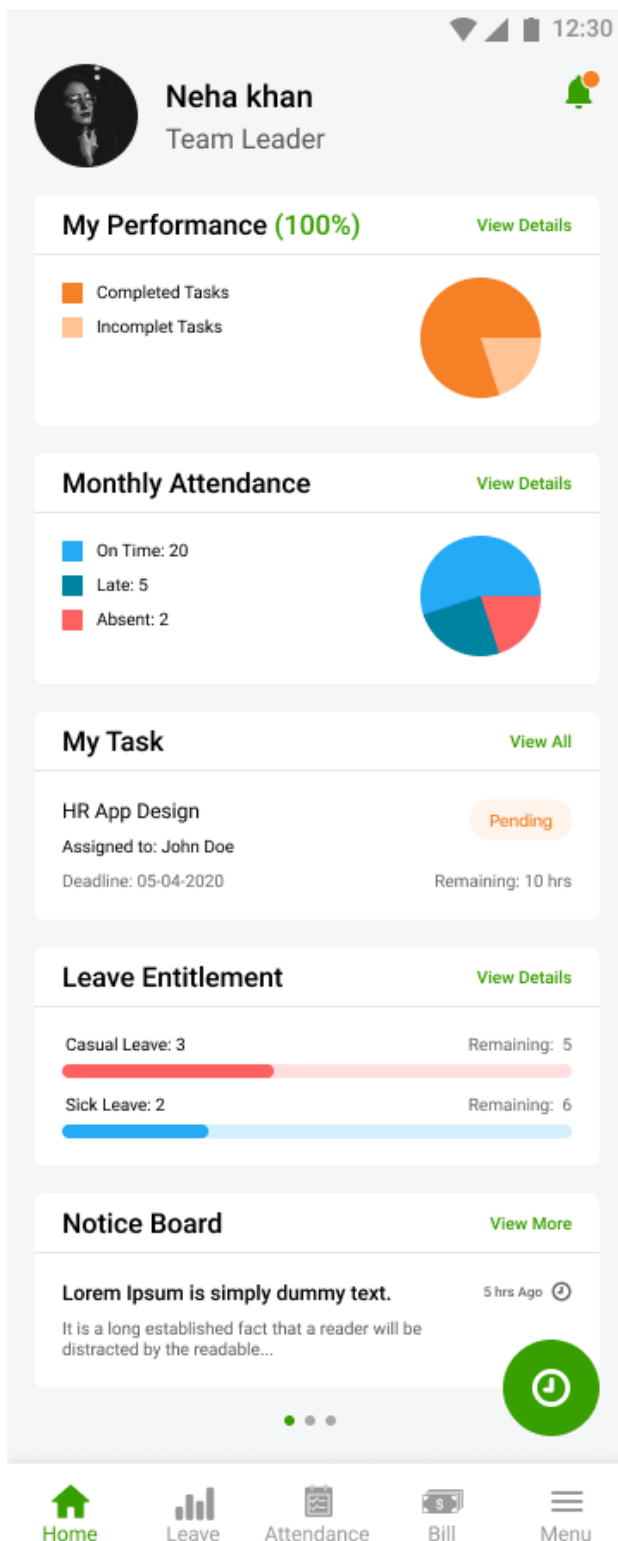 12:30
Neha khan
Team Leader
My Performance (100%) View Details
Completed Tasks
Incomplet Tasks
Monthly Attendance View Details
On Time: 20
Late: 5
Absent: 2
My Task View All
HR App Design Pending
Assigned to: John Doe
Deadline: 05-04-2020 Remaining: 10 hrs
Leave Entitlement View Details
Casual Leave: 3 Remaining: 5
Sick Leave: 2 Remaining: 6
Notice Board View More
Lorem Ipsum is simply dummy text. 5 hrs Ago
It is a long established fact that a reader will be
distracted by the readable...
$
Home Leave Attendance Bill Menu